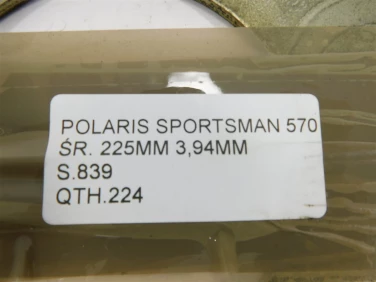 POLARIS SPORTSMAN 570
ŚR. 225MM 3,94MM
S.839
QTH.224